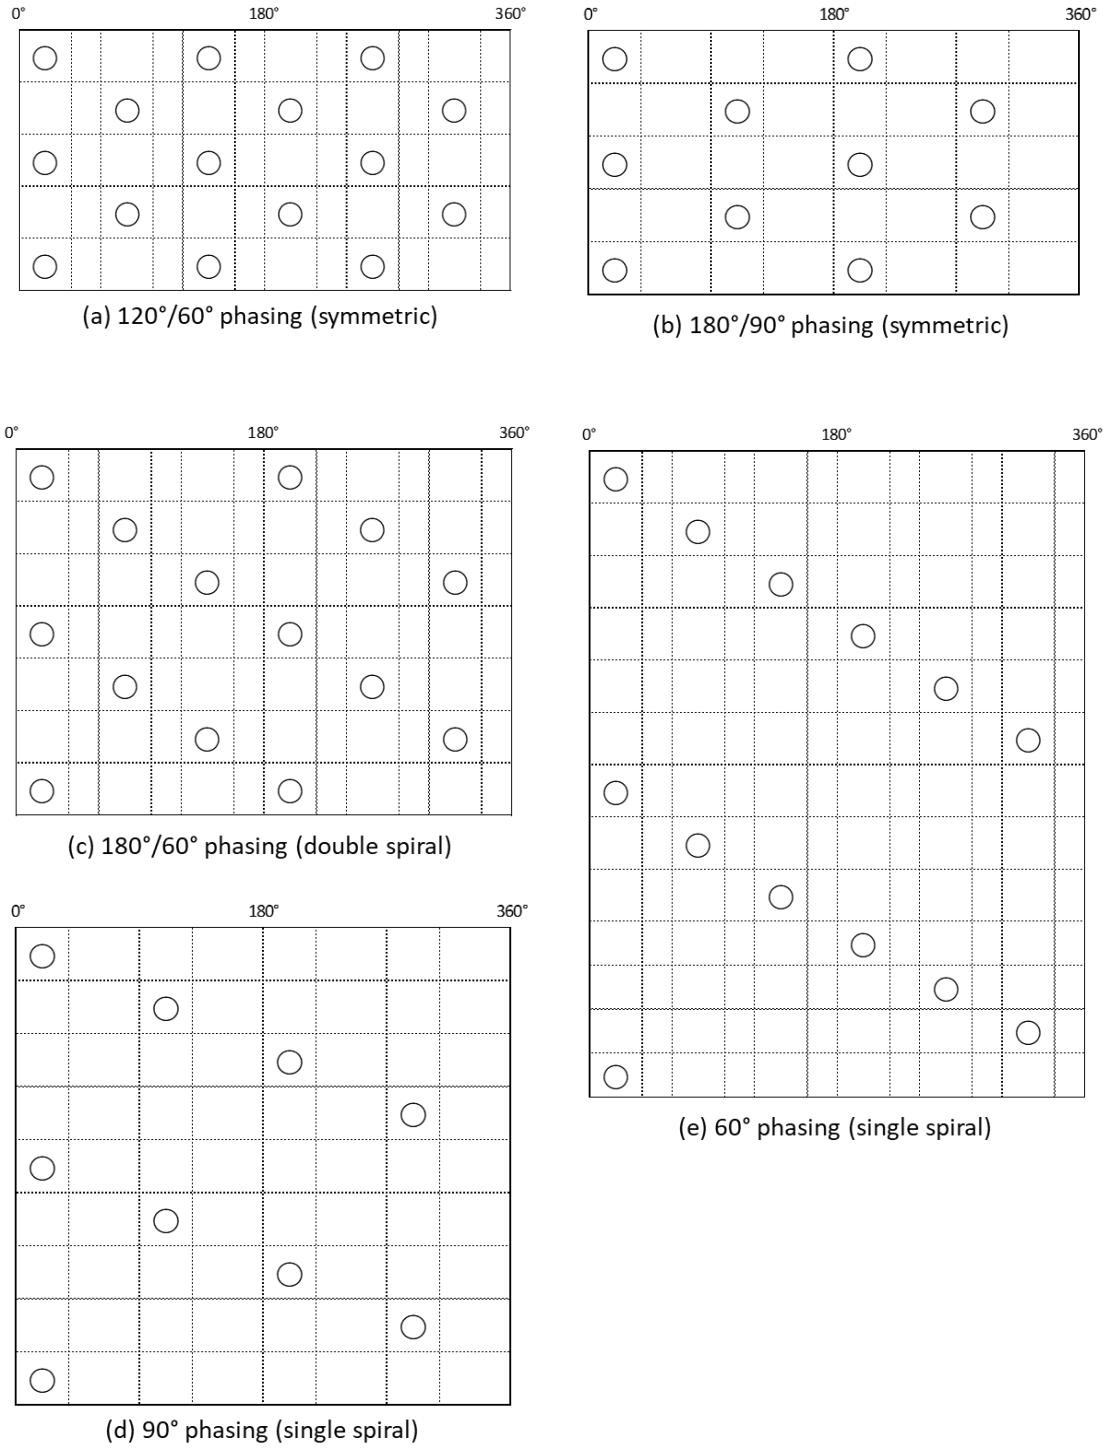 0° 180° 360°
0° 180° 360°
(a) 120°/60° phasing (symmetric)
(b) 180°/90° phasing (symmetric)
0° 180° 360°
0° 180° 360°
(c) 180°/60° phasing (double spiral)
0° 180° 360°
(e) 60° phasing (single spiral)
(d) 90° phasing (single spiral)